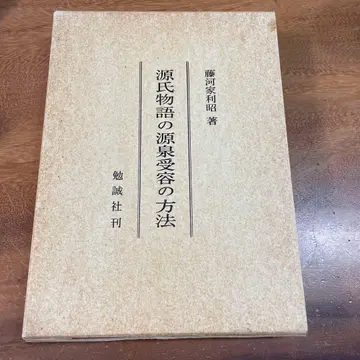 藤河家利昭 著
源氏物語の源泉受容の方法
勉誠社刊